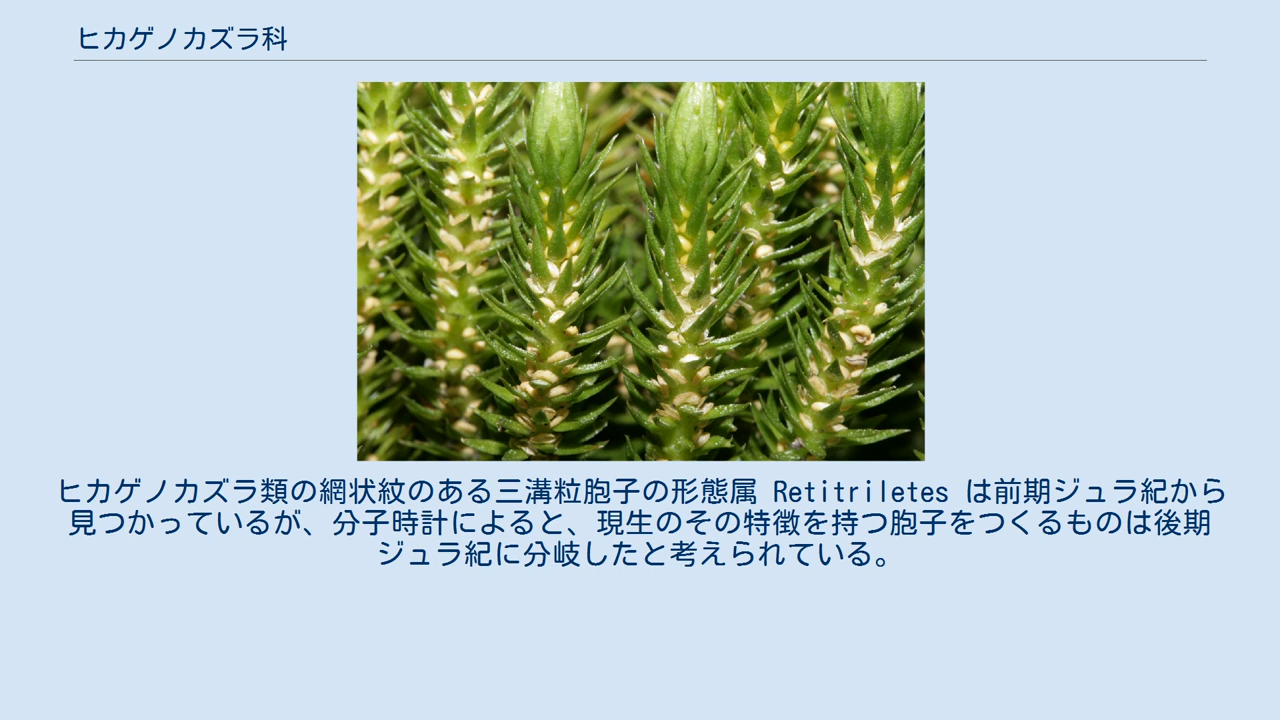 ヒカゲノカズラ科
ヒカゲノカズラ類の網状紋のある三溝粒胞子の形態属 Retitriletes は前期ジュラ紀から
見つかっているが、分子時計によると、現生のその特徴を持つ胞子をつくるものは後期
ジュラ紀に分岐したと考えられている。